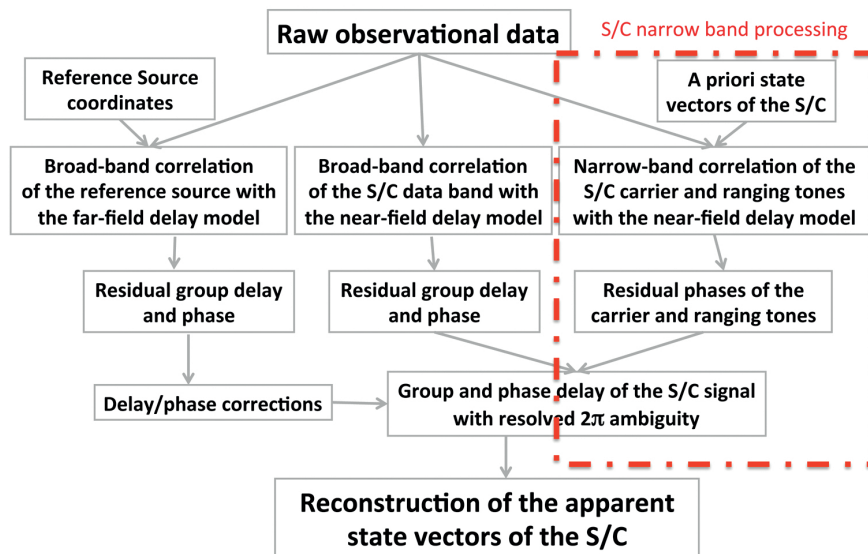 S/C narrow band processing
Raw observational data
Reference Source
coordinates
A priori state
vectors of the S/C
Broad-band correlation
of the reference source with
the far-field delay model
Broad-band correlation
of the S/C data band with
the near-field delay model
Narrow-band correlation of the
S/C carrier and ranging tones
with the near-field delay model
Residual group delay
and phase
Residual group delay
and phase
Residual phases of the
carrier and ranging tones
Delay/phase corrections
Group and phase delay of the S/C signal
with resolved 2π ambiguity
Reconstruction of the apparent
state vectors of the S/C